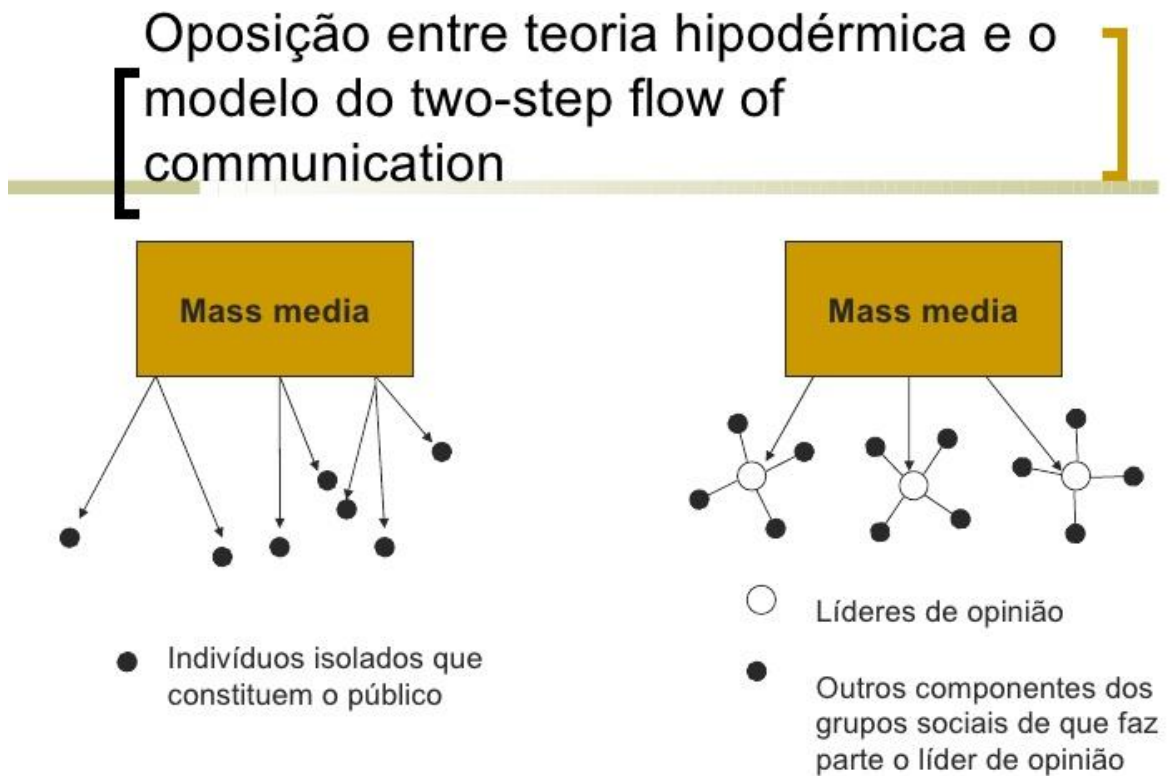 Oposição entre teoria hipodérmica e o
modelo do two-step flow of
communication
Mass media
Mass media
Indivíduos isolados que
constituem o público
Líderes de opinião
Outros componentes dos
grupos sociais de que faz
parte o líder de opinião